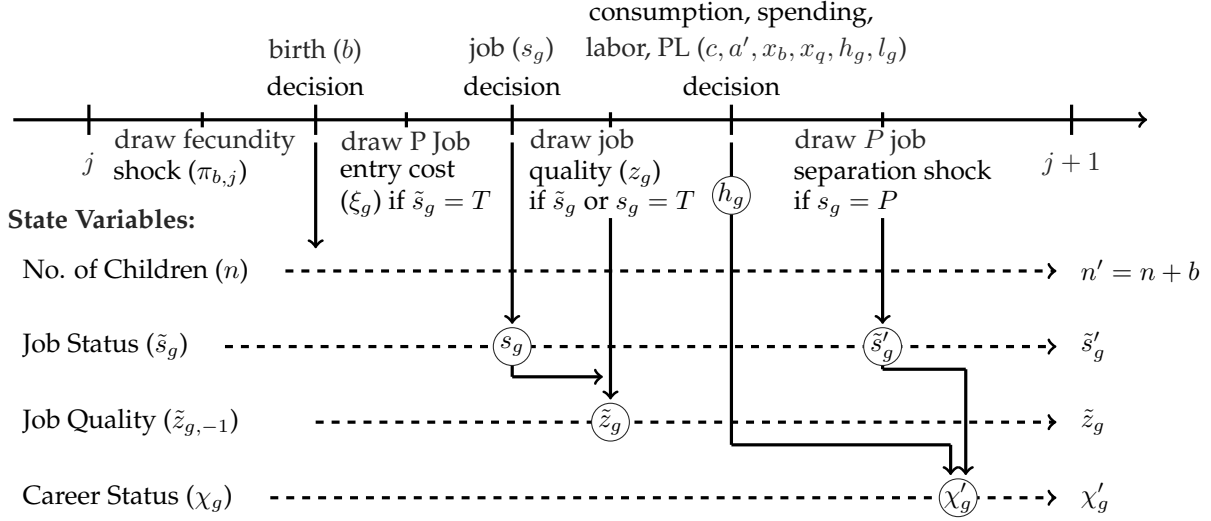 consumption, spending,
birth (b)
job (s_g)
labor, PL (c, a′, x_b, x_q, h_g, l_g)
decision
decision
decision
j
draw fecundity
shock (π_{b,j})
draw P Job
entry cost
(ξ_g) if s̃_g = T
draw job
quality (z_g)
if s̃_g or s_g = T
h_g
draw P job
separation shock
if s_g = P
j + 1
State Variables:
No. of Children (n)
n′ = n + b
Job Status (s̃_g)
s_g
s̃′_g
s̃′_g
Job Quality (z̃_{g,−1})
z̃_g
z̃_g
Career Status (χ_g)
χ′_g
χ′_g